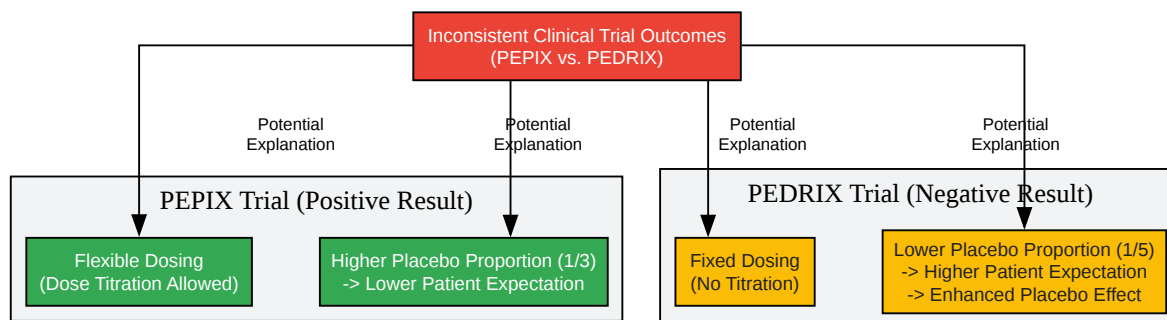 Inconsistent Clinical Trial Outcomes
(PEPIX vs. PEDRIX)
Potential
Explanation
Potential
Explanation
Potential
Explanation
Potential
Explanation
PEPIX Trial (Positive Result)
Flexible Dosing
(Dose Titration Allowed)
Higher Placebo Proportion (1/3)
-> Lower Patient Expectation
PEDRIX Trial (Negative Result)
Fixed Dosing
(No Titration)
Lower Placebo Proportion (1/5)
-> Higher Patient Expectation
-> Enhanced Placebo Effect